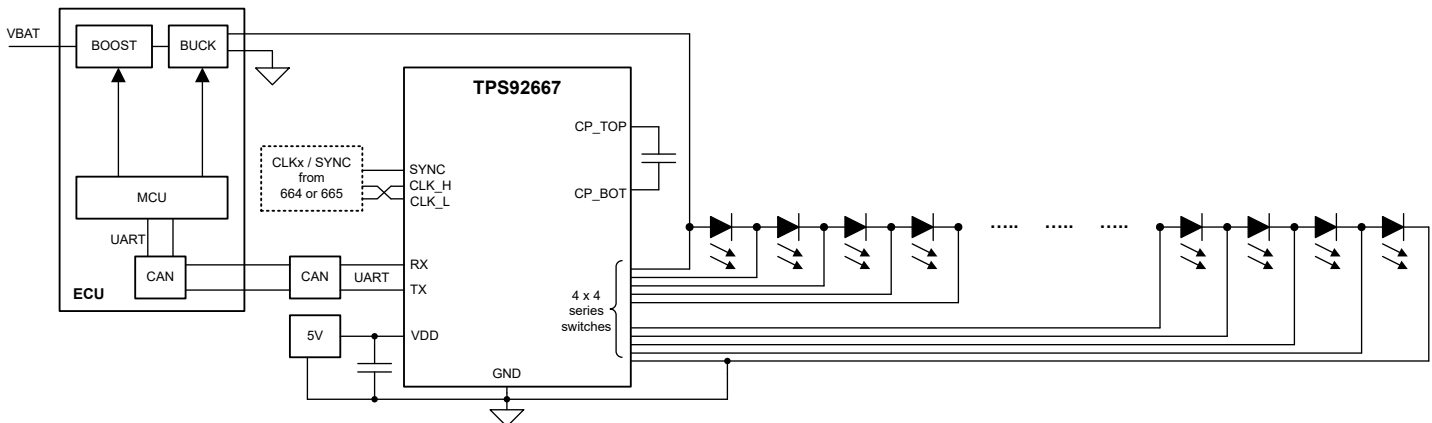 VBAT
BOOST
BUCK
TPS92667
CP_TOP
CLKx / SYNC
from
664 or 665
SYNC
CLK_H
CLK_L
CP_BOT
MCU
UART
CAN
CAN
UART
RX
TX
ECU
4 x 4
series
switches
..... ..... .....
5V
VDD
GND